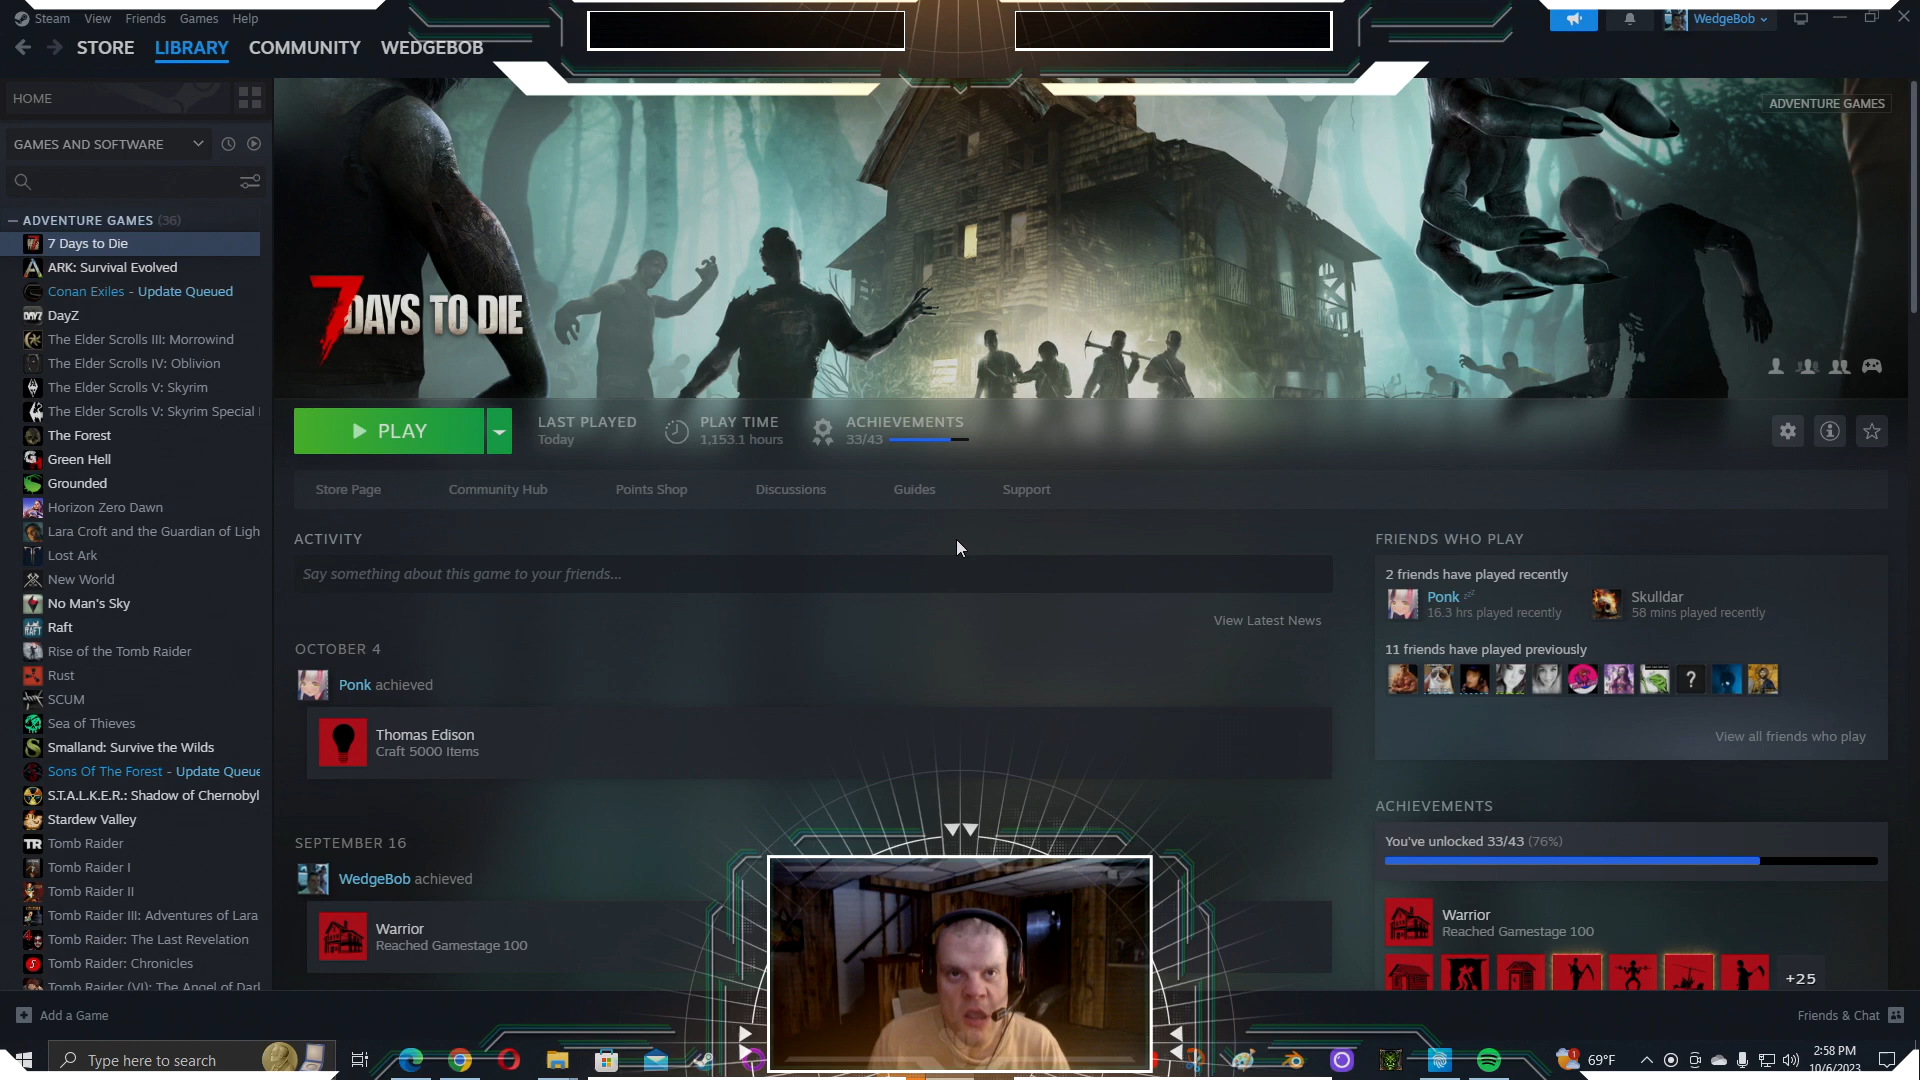 Steam View Friends Games Help
WedgeBob
STORE LIBRARY COMMUNITY WEDGEBOB
HOME
GAMES AND SOFTWARE
ADVENTURE GAMES (36)
7 Days to Die
ARK: Survival Evolved
Conan Exiles - Update Queued
DayZ
The Elder Scrolls III: Morrowind
The Elder Scrolls IV: Oblivion
The Elder Scrolls V: Skyrim
The Elder Scrolls V: Skyrim Special
The Forest
Green Hell
Grounded
Horizon Zero Dawn
Lara Croft and the Guardian of Ligh
Lost Ark
New World
No Man's Sky
Raft
Rise of the Tomb Raider
Rust
SCUM
Sea of Thieves
Smalland: Survive the Wilds
Sons Of The Forest - Update Queue
S.T.A.L.K.E.R.: Shadow of Chernobyl
Stardew Valley
Tomb Raider
Tomb Raider I
Tomb Raider II
Tomb Raider III: Adventures of Lara
Tomb Raider: The Last Revelation
Tomb Raider: Chronicles
Tomb Raider (VI): The Angel of Dark
Add a Game
ADVENTURE GAMES
7 DAYS TO DIE
PLAY
LAST PLAYED
Today
PLAY TIME
1,153.1 hours
ACHIEVEMENTS
33/43
Store Page Community Hub Points Shop Discussions Guides Support
ACTIVITY
Say something about this game to your friends...
View Latest News
OCTOBER 4
Ponk achieved
Thomas Edison
Craft 5000 Items
SEPTEMBER 16
WedgeBob achieved
Warrior
Reached Gamestage 100
FRIENDS WHO PLAY
2 friends have played recently
Ponk
16.3 hrs played recently
Skulldar
58 mins played recently
11 friends have played previously
View all friends who play
ACHIEVEMENTS
You've unlocked 33/43 (76%)
Warrior
Reached Gamestage 100
+25
Friends & Chat
Type here to search
69°F
2:58 PM
10/6/2023